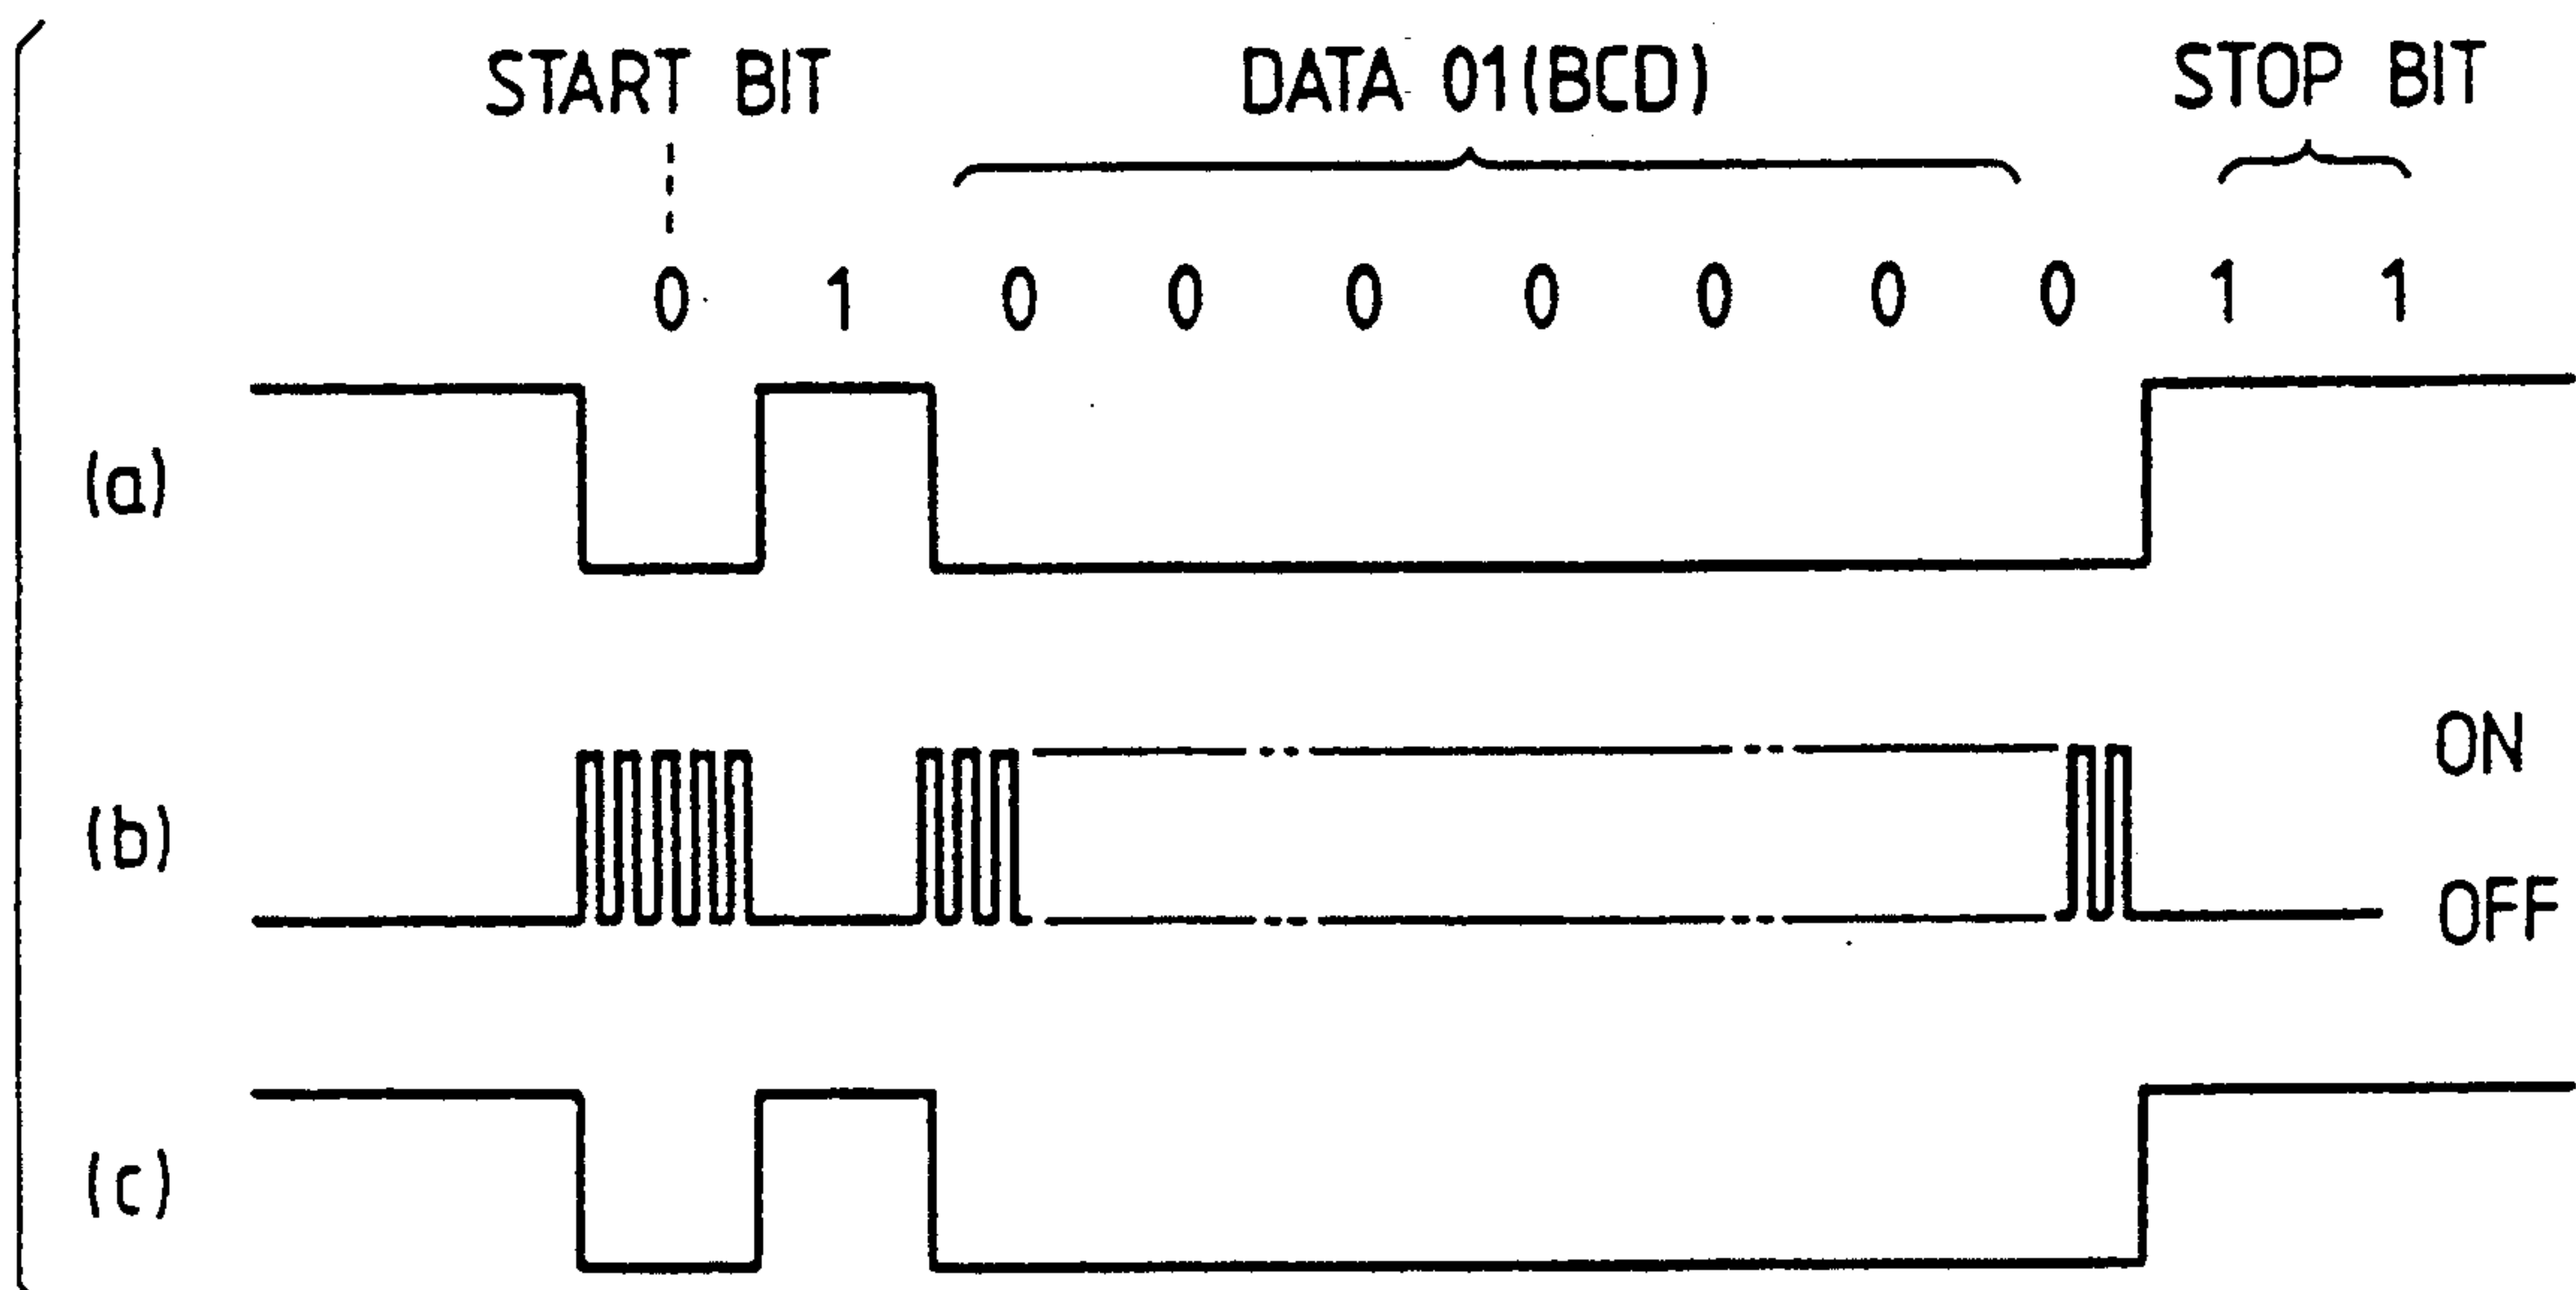 START BIT DATA 01(BCD) STOP BIT
0 1 0 0 0 0 0 0 0 1 1
(a)
(b)
ON
OFF
(c)